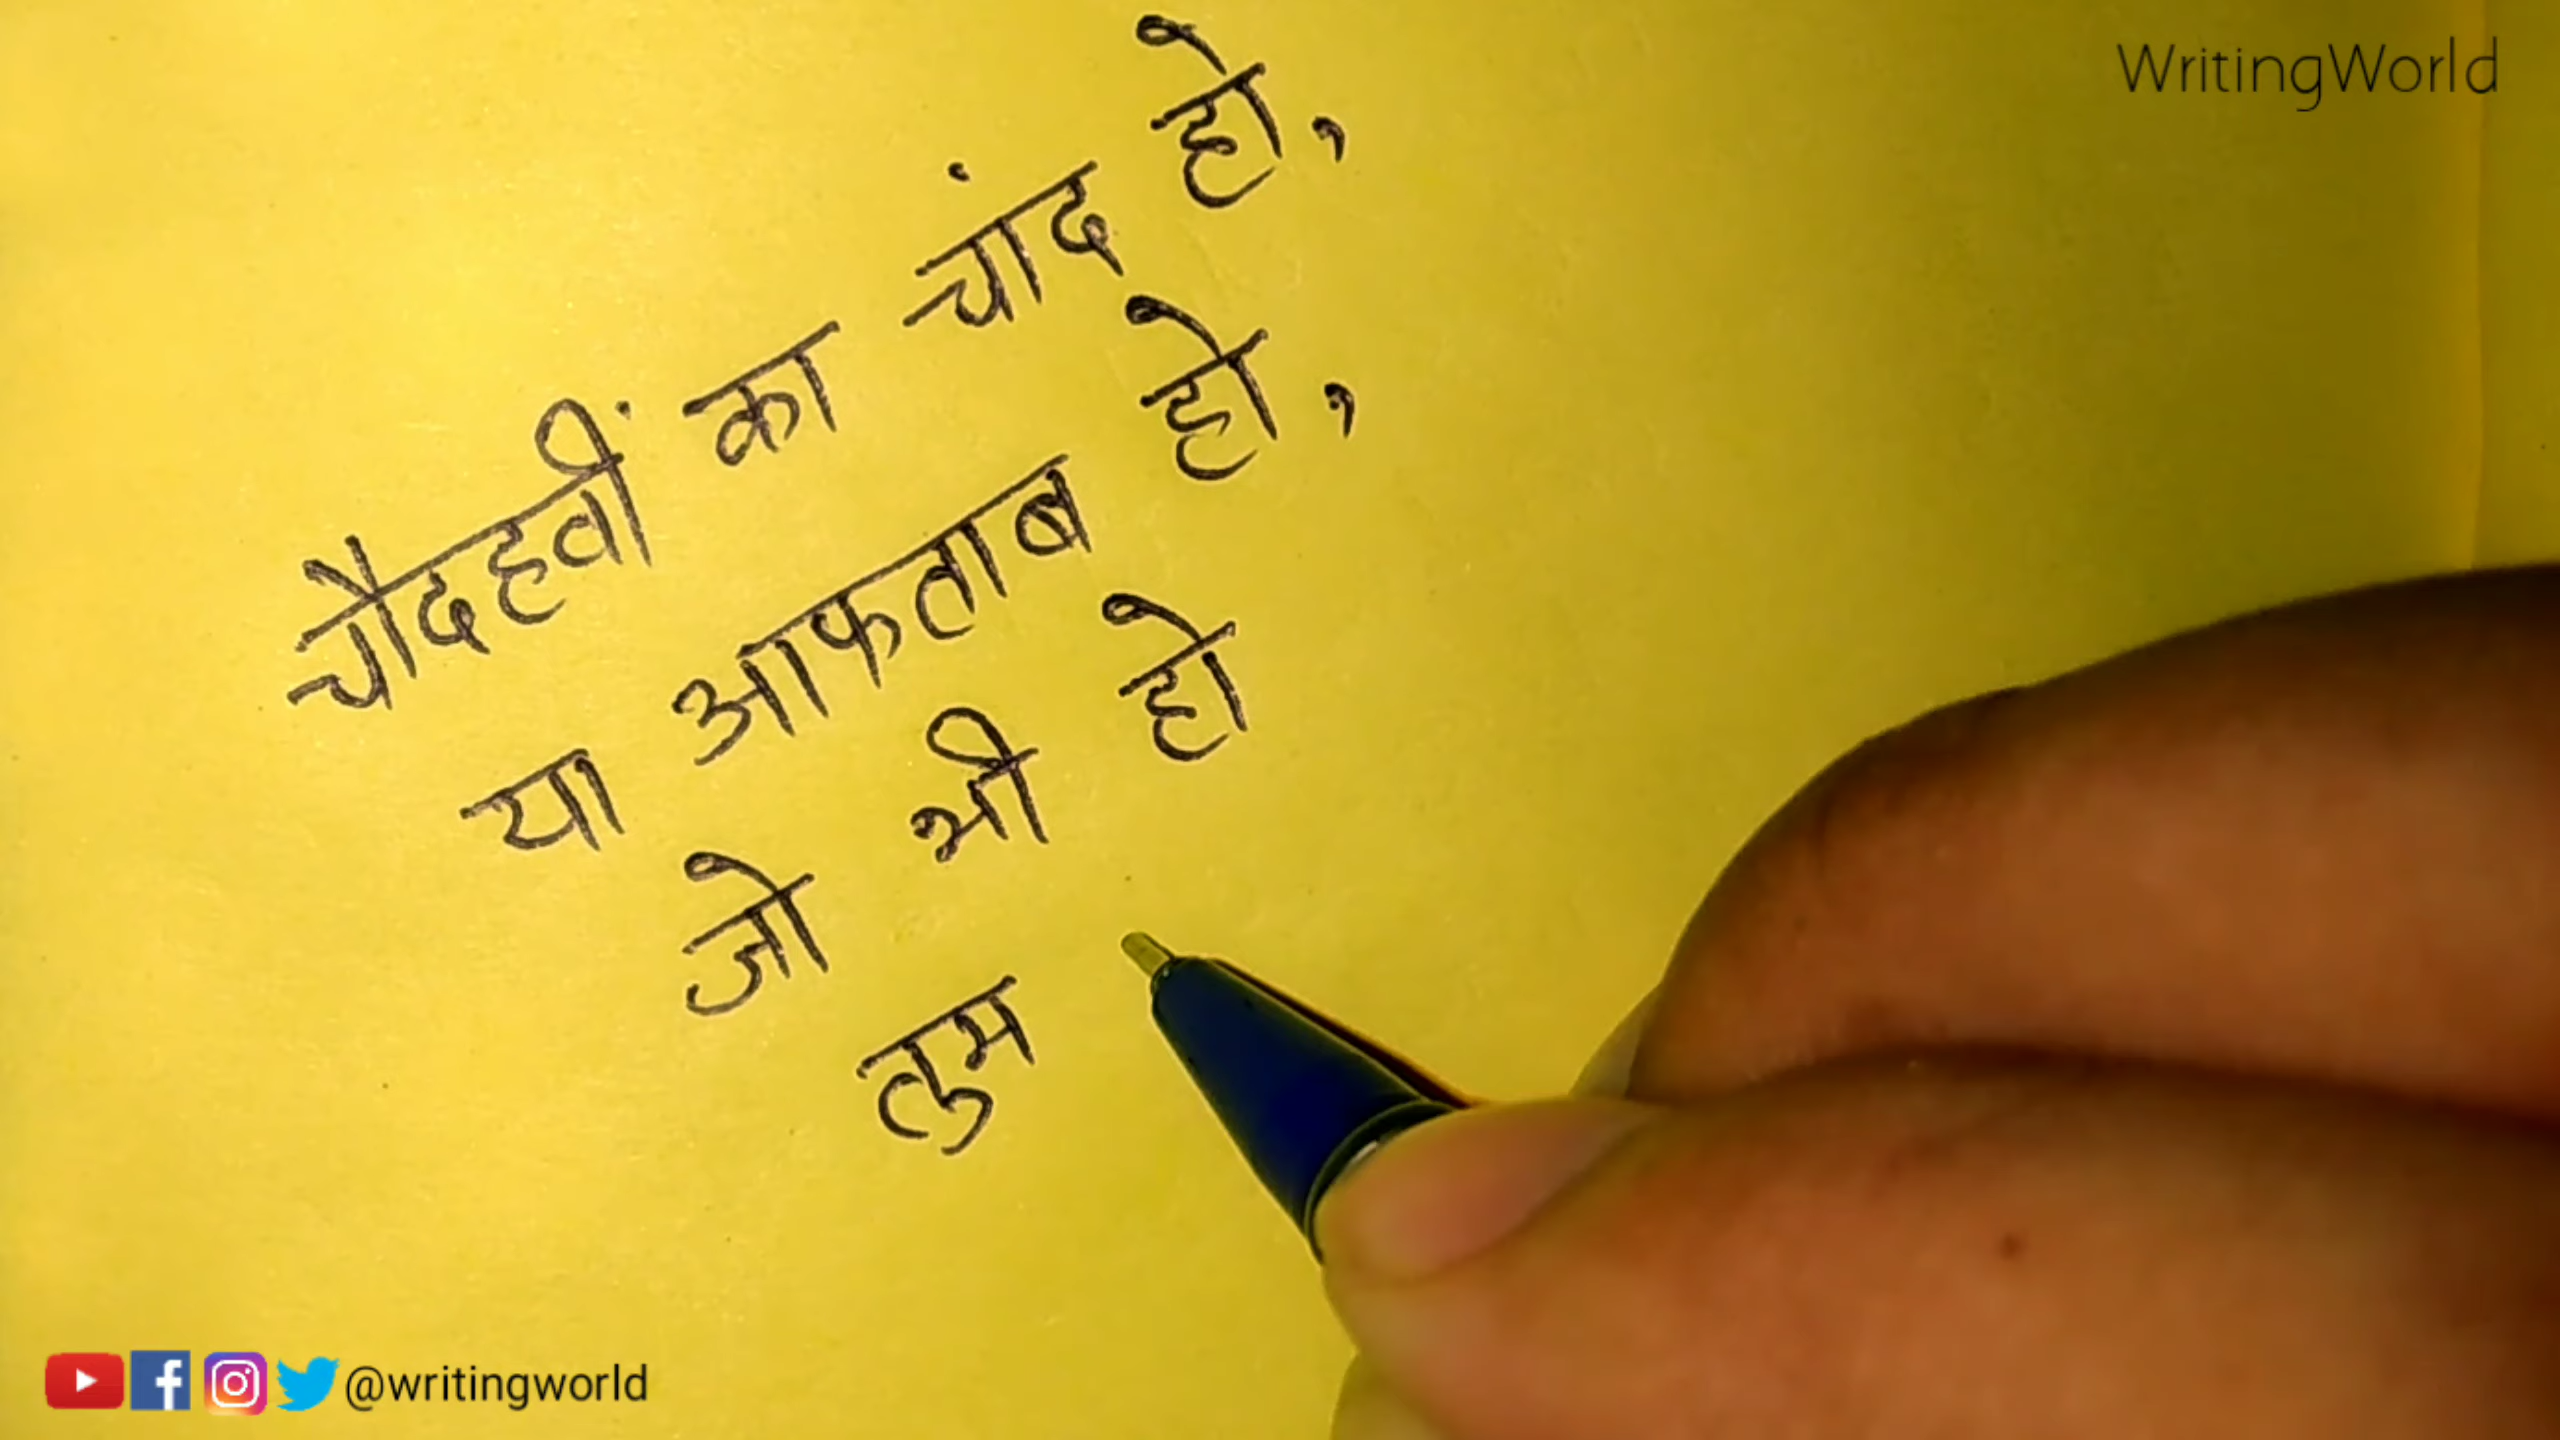 WritingWorld
चौदहवीं का चांद हो,
या आफताब हो,
जो भी हो
तुम
@writingworld